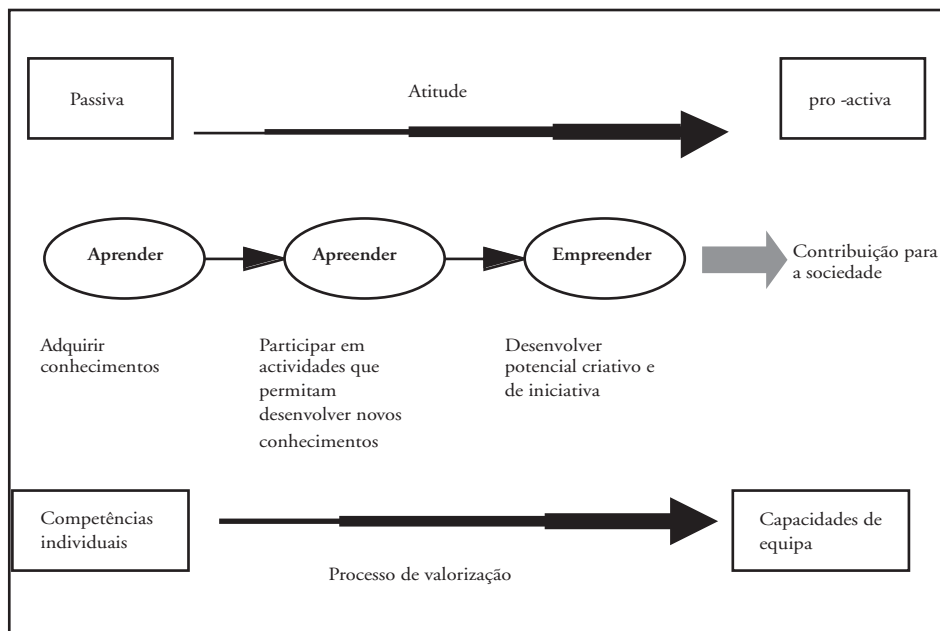 Passiva
Atitude
pro -activa
Aprender
Apreender
Empreender
Contribuição para
a sociedade
Adquirir
conhecimentos
Participar em
actividades que
permitam
desenvolver novos
conhecimentos
Desenvolver
potencial criativo e
de iniciativa
Competências
individuais
Processo de valorização
Capacidades de
equipa